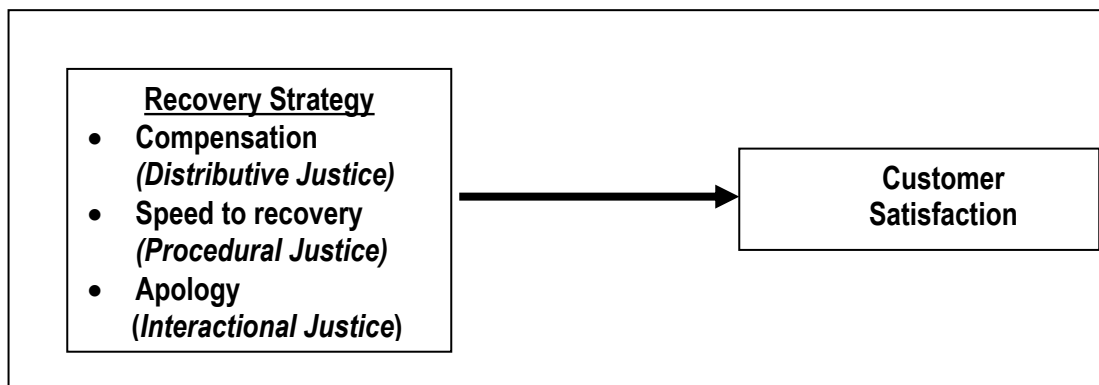 Recovery Strategy
• Compensation
(Distributive Justice)
• Speed to recovery
(Procedural Justice)
• Apology
(Interactional Justice)
Customer
Satisfaction